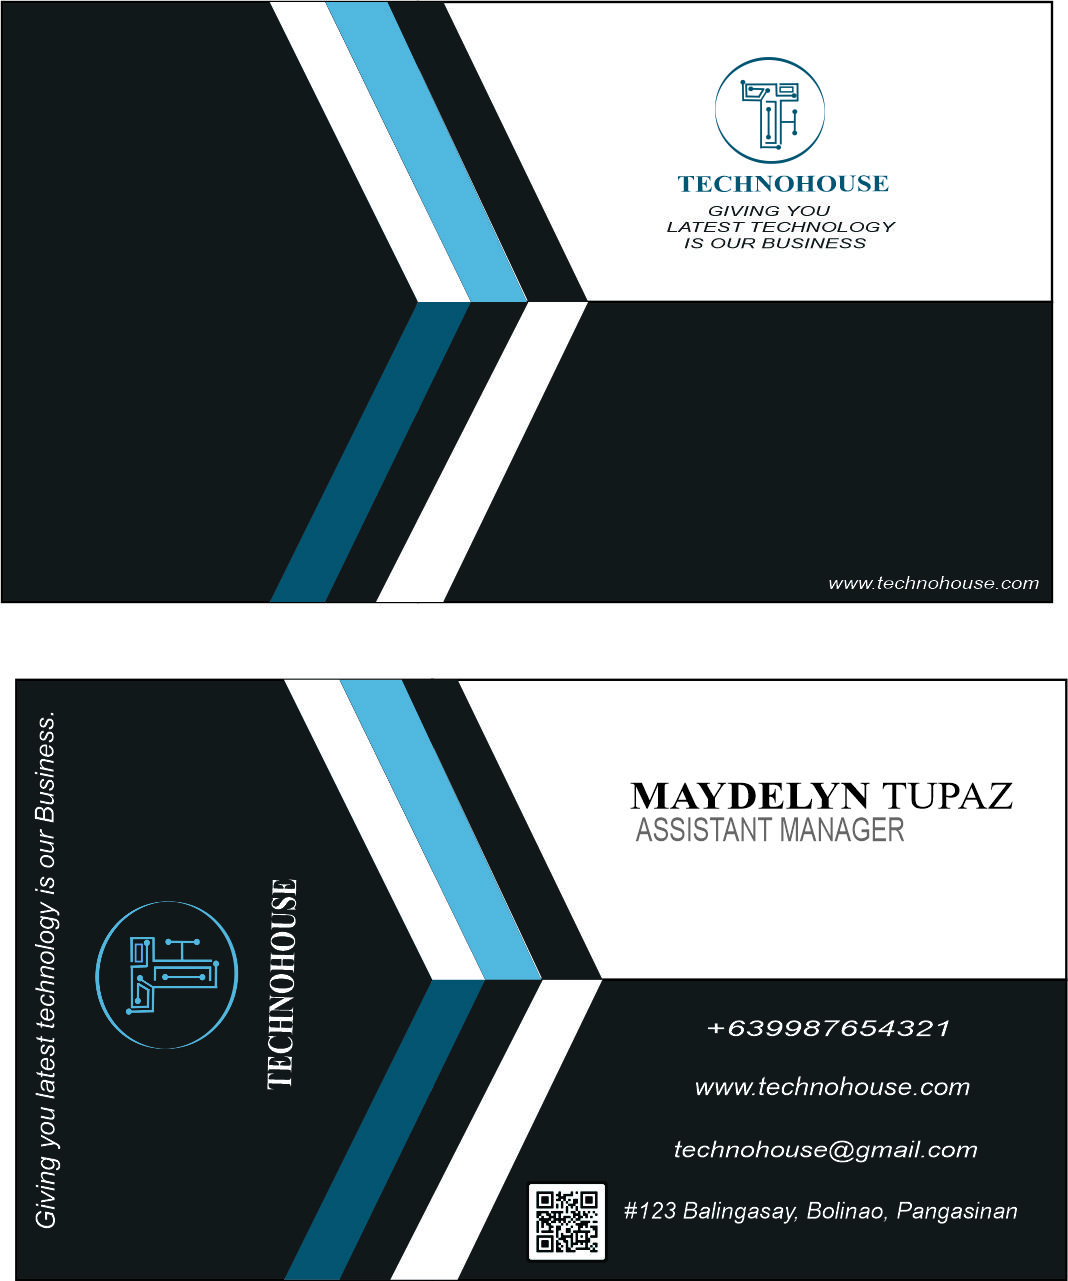 TECHNOHOUSE
GIVING YOU
LATEST TECHNOLOGY
IS OUR BUSINESS
www.technohouse.com
Giving you latest technology is our Business.
TECHNOHOUSE
MAYDELYN TUPAZ
ASSISTANT MANAGER
+639987654321
www.technohouse.com
technohouse@gmail.com
#123 Balingasay, Bolinao, Pangasinan